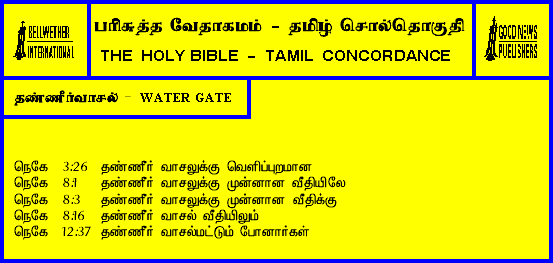 BELLWETHER
INTERNATIONAL
பரிசுத்த வேதாகமம் - தமிழ் சொல்தொகுதி
THE HOLY BIBLE - TAMIL CONCORDANCE
GOOD NEWS
PUBLISHERS
தண்ணீர்வாசல் - WATER GATE
நெகே 3:26 தண்ணீர் வாசலுக்கு வெளிப்புறமான
நெகே 8:1 தண்ணீர் வாசலுக்கு முன்னான வீதியிலே
நெகே 8:3 தண்ணீர் வாசலுக்கு முன்னான வீதிக்கு
நெகே 8:16 தண்ணீர் வாசல் வீதியிலும்
நெகே 12:37 தண்ணீர் வாசல்மட்டும் போனார்கள்